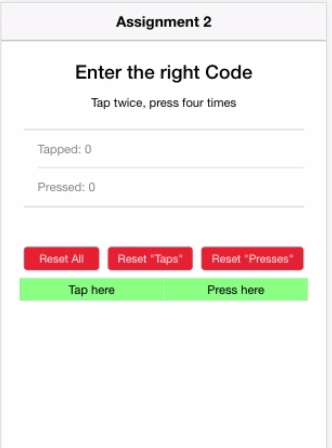 Assignment 2
Enter the right Code
Tap twice, press four times
Tapped: 0
Pressed: 0
Reset All Reset "Taps" Reset "Presses"
Tap here Press here